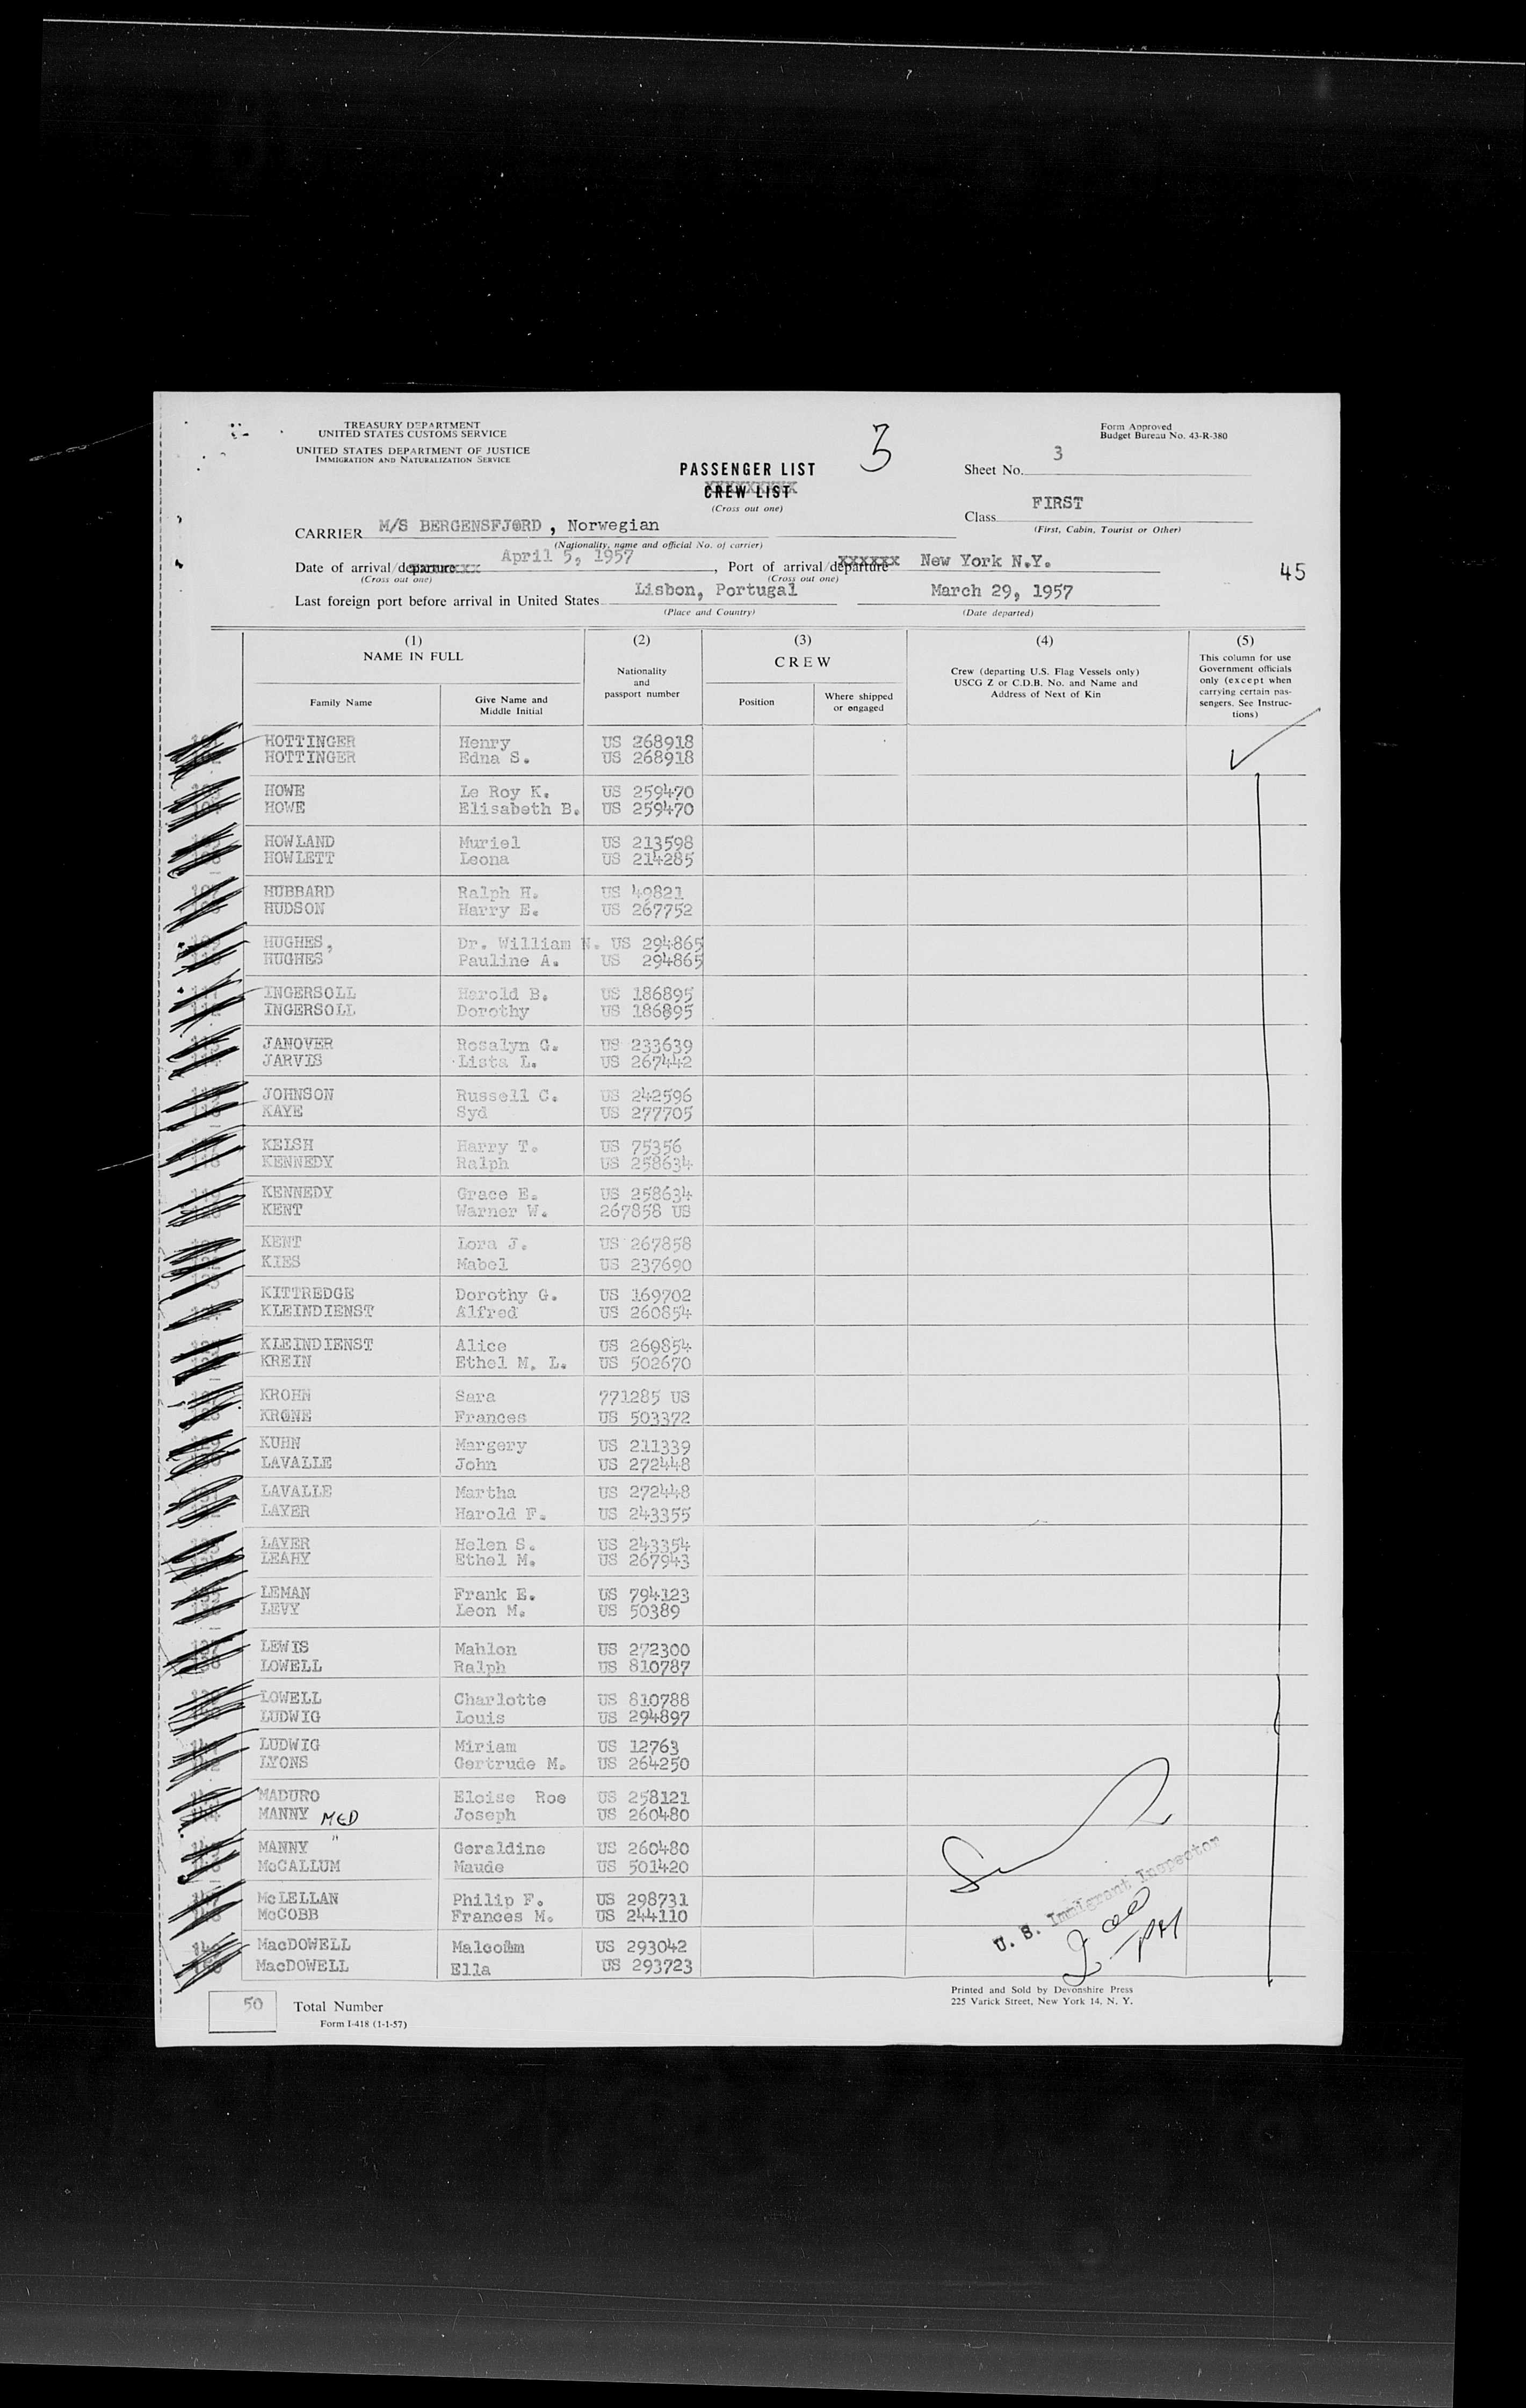 TREASURY DEPARTMENT
UNITED STATES CUSTOMS SERVICE
UNITED STATES DEPARTMENT OF JUSTICE
IMMIGRATION AND NATURALIZATION SERVICE
Form Approved
Budget Bureau No. 43-R-380
3
PASSENGER LIST
CREW LIST
(Cross out one)
Sheet No. 3
Class FIRST
(First, Cabin, Tourist or Other)
CARRIER M/S BERGENSFJØRD , Norwegian
(Nationality, name and official No. of carrier)
Date of arrival/departure April 5, 1957 , Port of arrival/departure New York N.Y.
(Cross out one) (Cross out one)
45
Last foreign port before arrival in United States Lisbon, Portugal March 29, 1957
(Place and Country) (Date departed)
(1) (2) (3) (4) (5)
NAME IN FULL
Family Name
Give Name and Middle Initial
Nationality and passport number
CREW
Position
Where shipped or engaged
Crew (departing U.S. Flag Vessels only)
USCG Z or C.D.B. No. and Name and
Address of Next of Kin
This column for use
Government officials
only (except when
carrying certain pas-
sengers. See Instruc-
tions)
HOTTINGER Henry US 268918
HOTTINGER Edna S. US 268918
HOWE Le Roy K. US 259470
HOWE Elisabeth B. US 259470
HOWLAND Muriel US 213598
HOWLETT Leona US 214285
HUBBARD Ralph H. US 49821
HUDSON Harry E. US 267752
HUGHES, Dr. William N. US 294865
HUGHES Pauline A. US 294865
INGERSOLL Harold B. US 186895
INGERSOLL Dorothy US 186895
JANOVER Rosalyn G. US 233639
JARVIS Lista L. US 267442
JOHNSON Russell C. US 242596
KAYE Syd US 277705
KELSH Harry T. US 75356
KENNEDY Ralph US 258634
KENNEDY Grace E. US 258634
KENT Warner W. 267858 US
KENT Lora J. US 267858
KIES Mabel US 237690
KITTREDGE Dorothy G. US 169702
KLEINDIENST Alfred US 260854
KLEINDIENST Alice US 260854
KREIN Ethel M. L. US 502670
KROHN Sara 771285 US
KRONE Frances US 503372
KUHN Margery US 211339
LAVALLE John US 272448
LAVALLE Martha US 272448
LAYER Harold F. US 243355
LAYER Helen S. US 243354
LEAHY Ethel M. US 267943
LEMAN Frank E. US 794123
LEVY Leon M. US 50389
LEWIS Mahlon US 272300
LOWELL Ralph US 810787
LOWELL Charlotte US 810788
LUDWIG Louis US 294897
LUDWIG Miriam US 12763
LYONS Gertrude M. US 264250
MADURO Eloise Roe US 258121
MANNY MED Joseph US 260480
MANNY " Geraldine US 260480
McCALLUM Maude US 501420
McLELLAN Philip F. US 298731
McCOBB Frances M. US 244110
MacDOWELL Malcolm US 293042
MacDOWELL Ella US 293723
U. S. Immigrant Inspector
PM
50 Total Number
Form I-418 (1-1-57)
Printed and Sold by Devonshire Press
225 Varick Street, New York 14, N. Y.